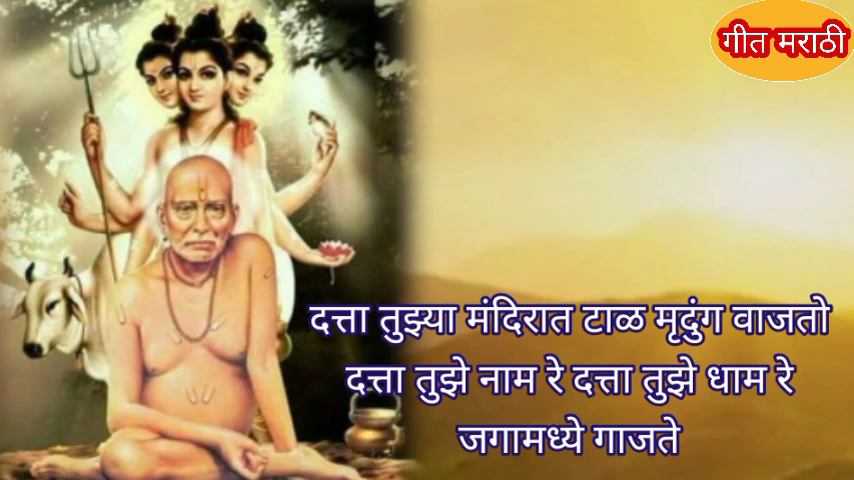 गीत मराठी
दत्ता तुझ्या मंदिरात टाळ मृदुंग वाजतो
दत्ता तुझे नाम रे दत्ता तुझे धाम रे
जगामध्ये गाजते